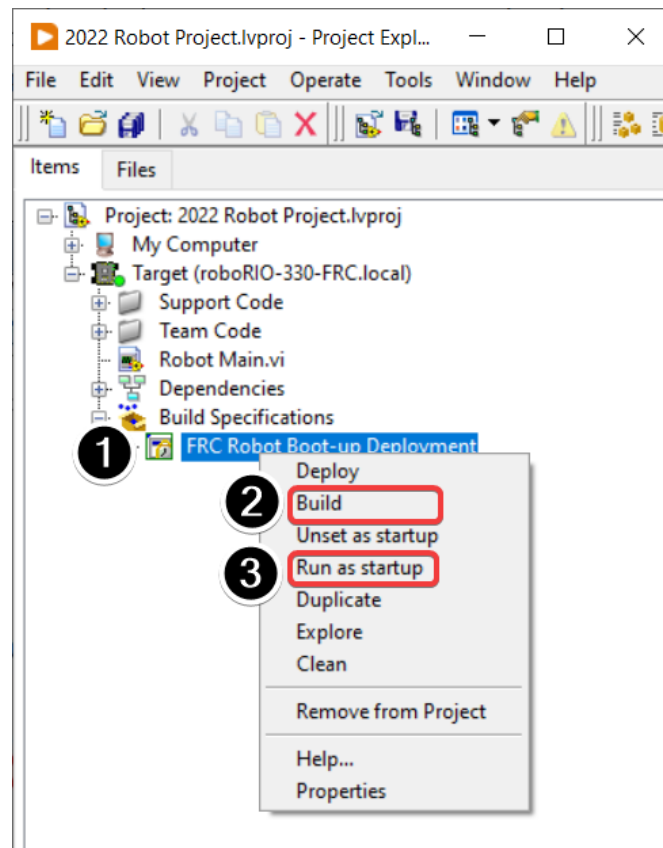 2022 Robot Project.lvproj - Project Expl...
File Edit View Project Operate Tools Window Help
Items Files
Project: 2022 Robot Project.lvproj
My Computer
Target (roboRIO-330-FRC.local)
Support Code
Team Code
Robot Main.vi
Dependencies
Build Specifications
1 FRC Robot Boot-up Deployment
Deploy
2 Build
Unset as startup
3 Run as startup
Duplicate
Explore
Clean
Remove from Project
Help...
Properties